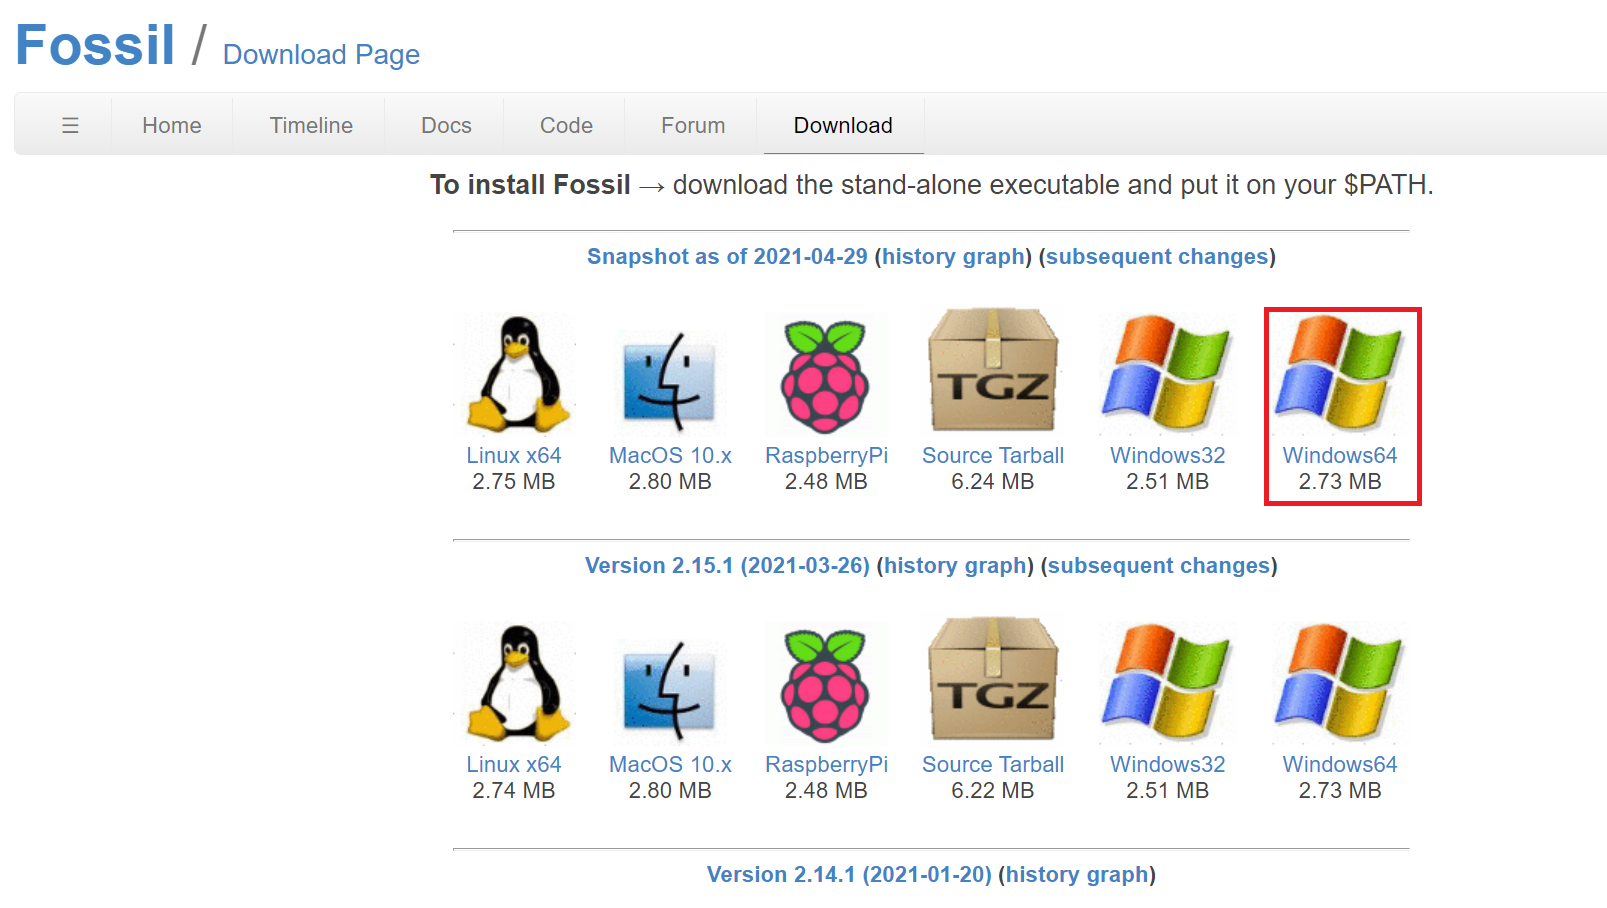 Fossil / Download Page
☰ Home Timeline Docs Code Forum Download
To install Fossil → download the stand-alone executable and put it on your $PATH.
Snapshot as of 2021-04-29 (history graph) (subsequent changes)
TGZ
Linux x64 MacOS 10.x RaspberryPi Source Tarball Windows32 Windows64
2.75 MB 2.80 MB 2.48 MB 6.24 MB 2.51 MB 2.73 MB
Version 2.15.1 (2021-03-26) (history graph) (subsequent changes)
TGZ
Linux x64 MacOS 10.x RaspberryPi Source Tarball Windows32 Windows64
2.74 MB 2.80 MB 2.48 MB 6.22 MB 2.51 MB 2.73 MB
Version 2.14.1 (2021-01-20) (history graph)